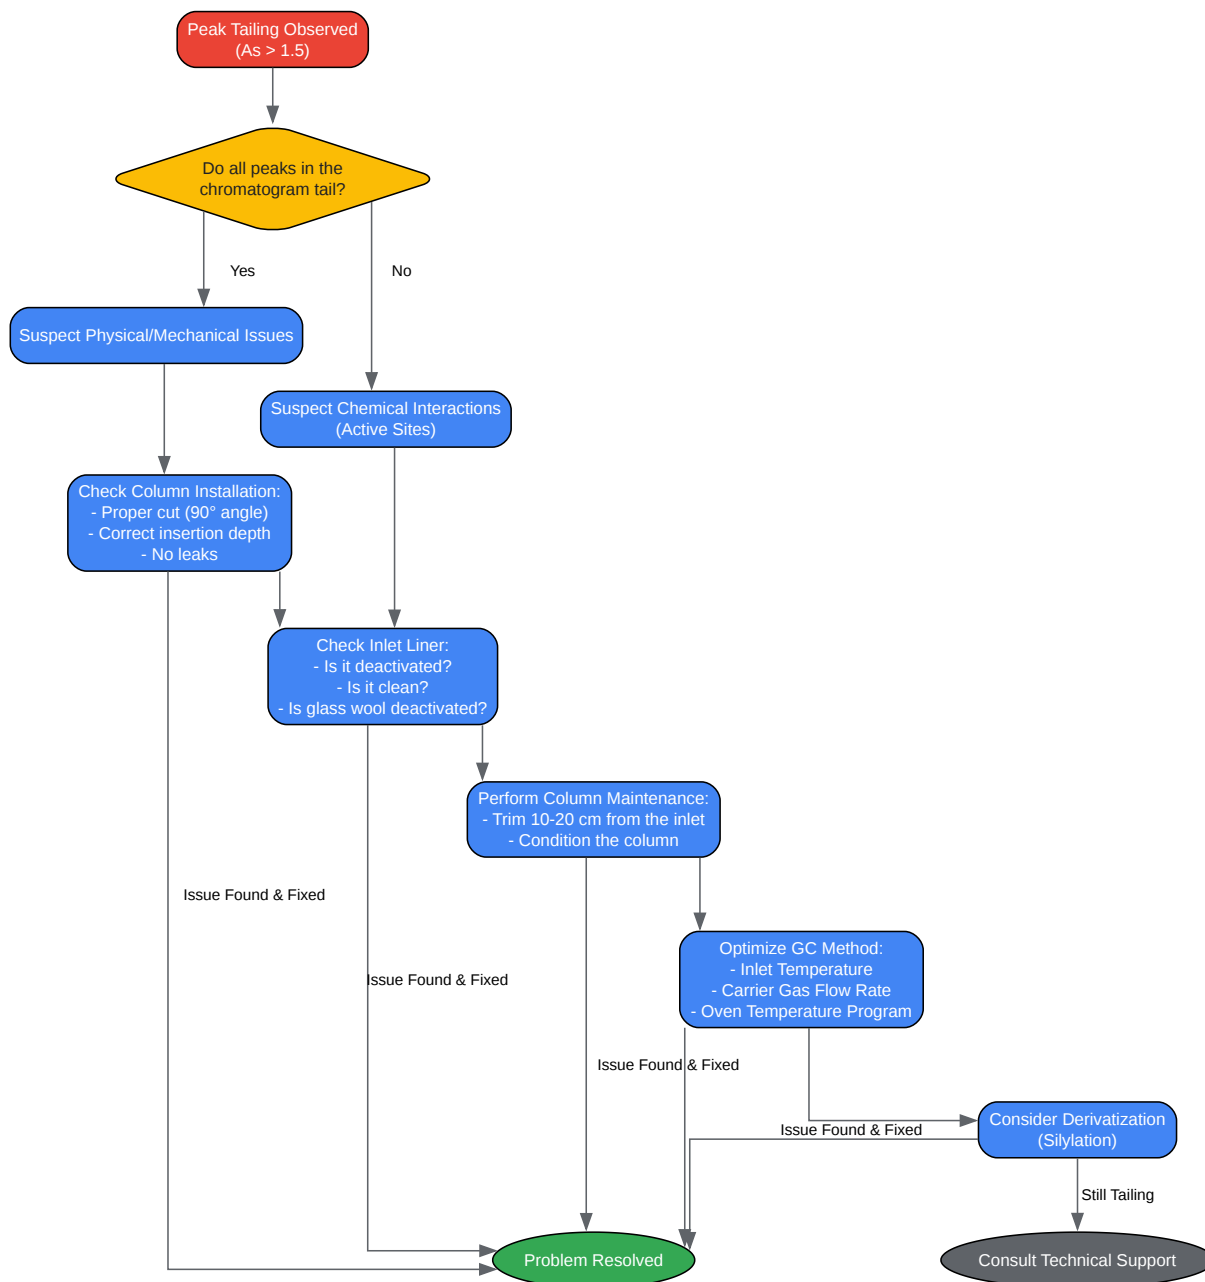 Peak Tailing Observed
(As > 1.5)
Do all peaks in the
chromatogram tail?
Yes
No
Suspect Physical/Mechanical Issues
Suspect Chemical Interactions
(Active Sites)
Check Column Installation:
- Proper cut (90° angle)
- Correct insertion depth
- No leaks
Check Inlet Liner:
- Is it deactivated?
- Is it clean?
- Is glass wool deactivated?
Perform Column Maintenance:
- Trim 10-20 cm from the inlet
- Condition the column
Issue Found & Fixed
Optimize GC Method:
- Inlet Temperature
- Carrier Gas Flow Rate
- Oven Temperature Program
Issue Found & Fixed
Issue Found & Fixed
Consider Derivatization
(Silylation)
Issue Found & Fixed
Still Tailing
Problem Resolved
Consult Technical Support